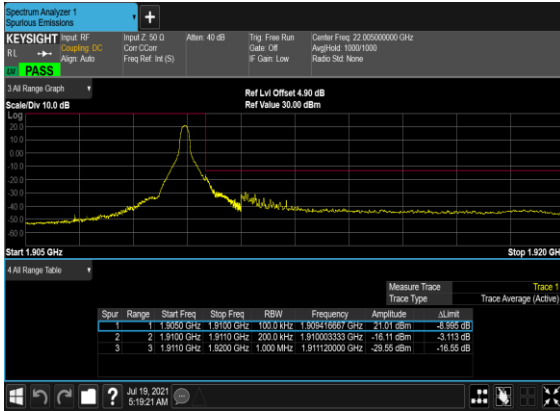 Spectrum Analyzer 1
Spurious Emissions
+
KEYSIGHT Input: RF Input Z: 50 Ω Atten: 40 dB Trig: Free Run Center Freq: 22.005000000 GHz
RL Coupling: DC Corr CCorr Gate: Off Avg|Hold: 1000/1000
Align: Auto Freq Ref: Int (S) IF Gain: Low Radio Std: None
PASS
3 All Range Graph
Ref Lvl Offset 4.90 dB
Scale/Div 10.0 dB Ref Value 30.00 dBm
Log
20.0
10.0
0.00
-10.0
-20.0
-30.0
-40.0
-50.0
-60.0
Start 1.905 GHz Stop 1.920 GH
4 All Range Table
Measure Trace Trace 1
Trace Type Trace Average (Active)
Spur Range Start Freq Stop Freq RBW Frequency Amplitude ΔLimit
1 1 1.9050 GHz 1.9100 GHz 100.0 kHz 1.909416667 GHz 21.01 dBm -8.995 dB
2 2 1.9100 GHz 1.9110 GHz 200.0 kHz 1.910003333 GHz -16.11 dBm -3.113 dB
3 3 1.9110 GHz 1.9200 GHz 1.000 MHz 1.911120000 GHz -29.55 dBm -16.55 dB
?
Jul 19, 2021
5:19:21 AM